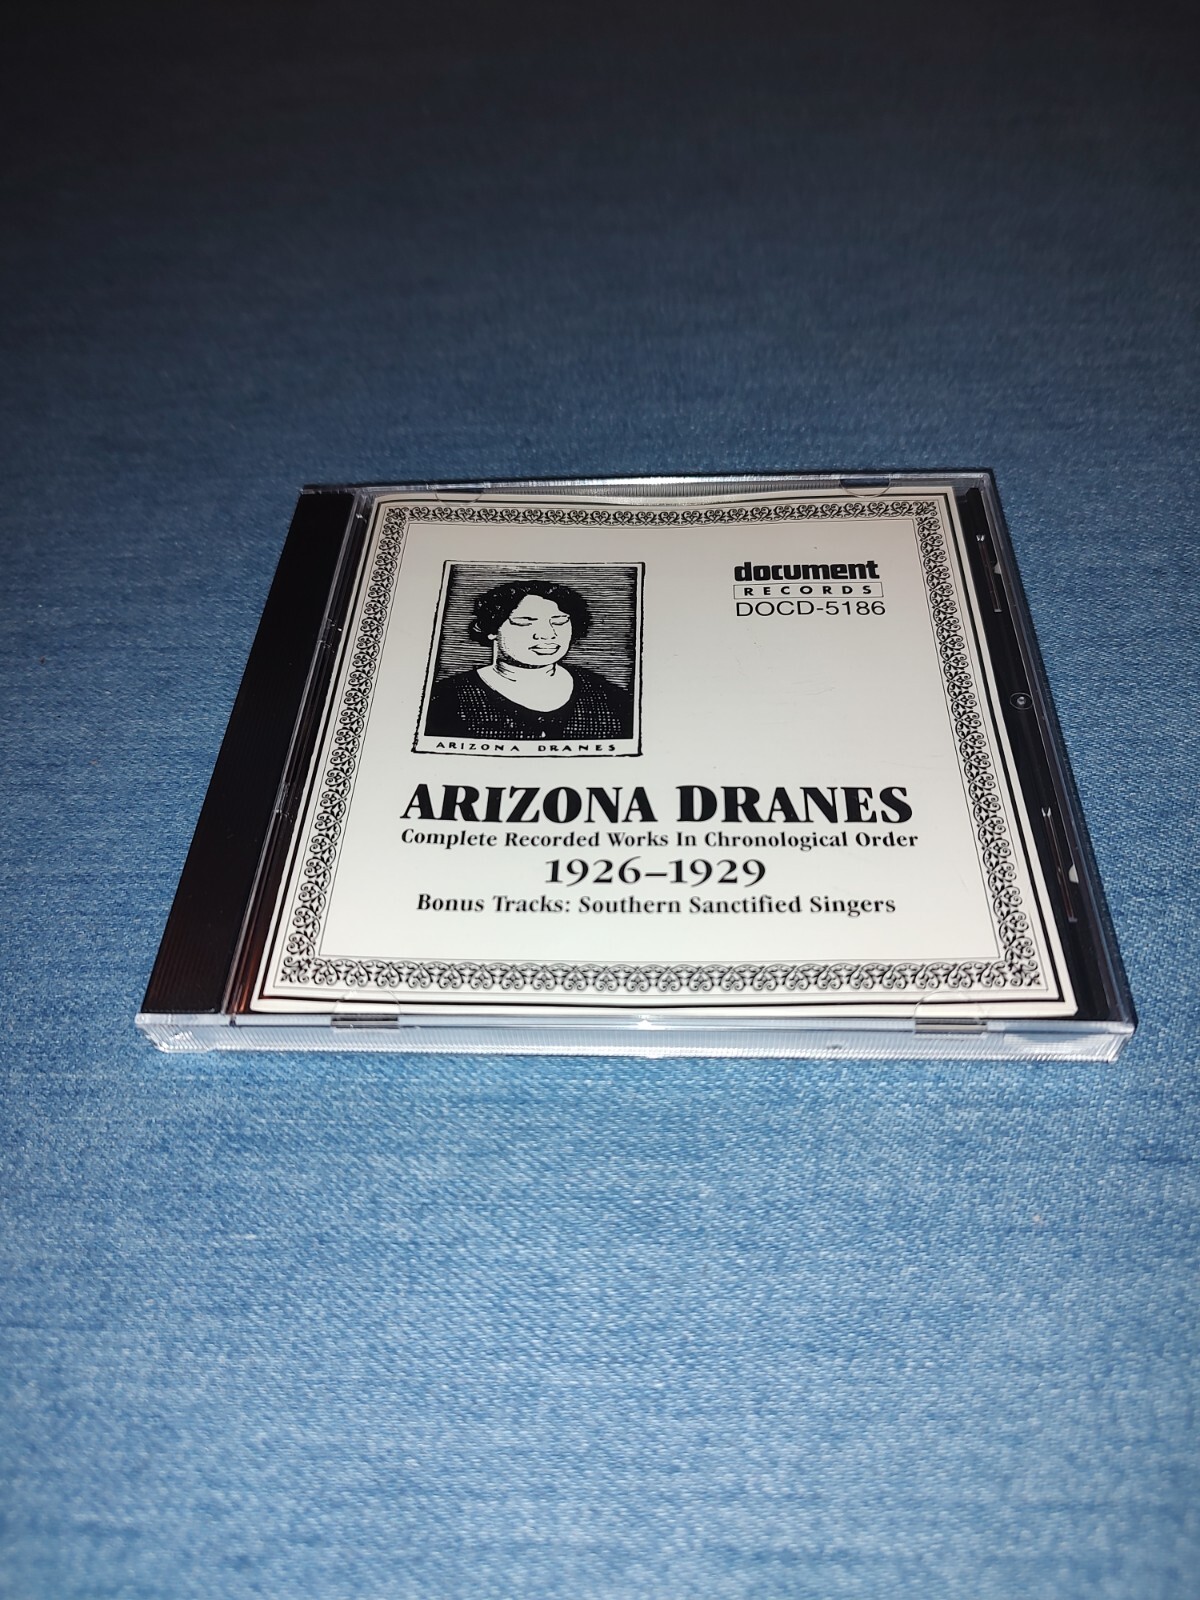 document
RECORDS
DOCD-5186
ARIZONA DRANES
ARIZONA DRANES
Complete Recorded Works In Chronological Order
1926–1929
Bonus Tracks: Southern Sanctified Singers